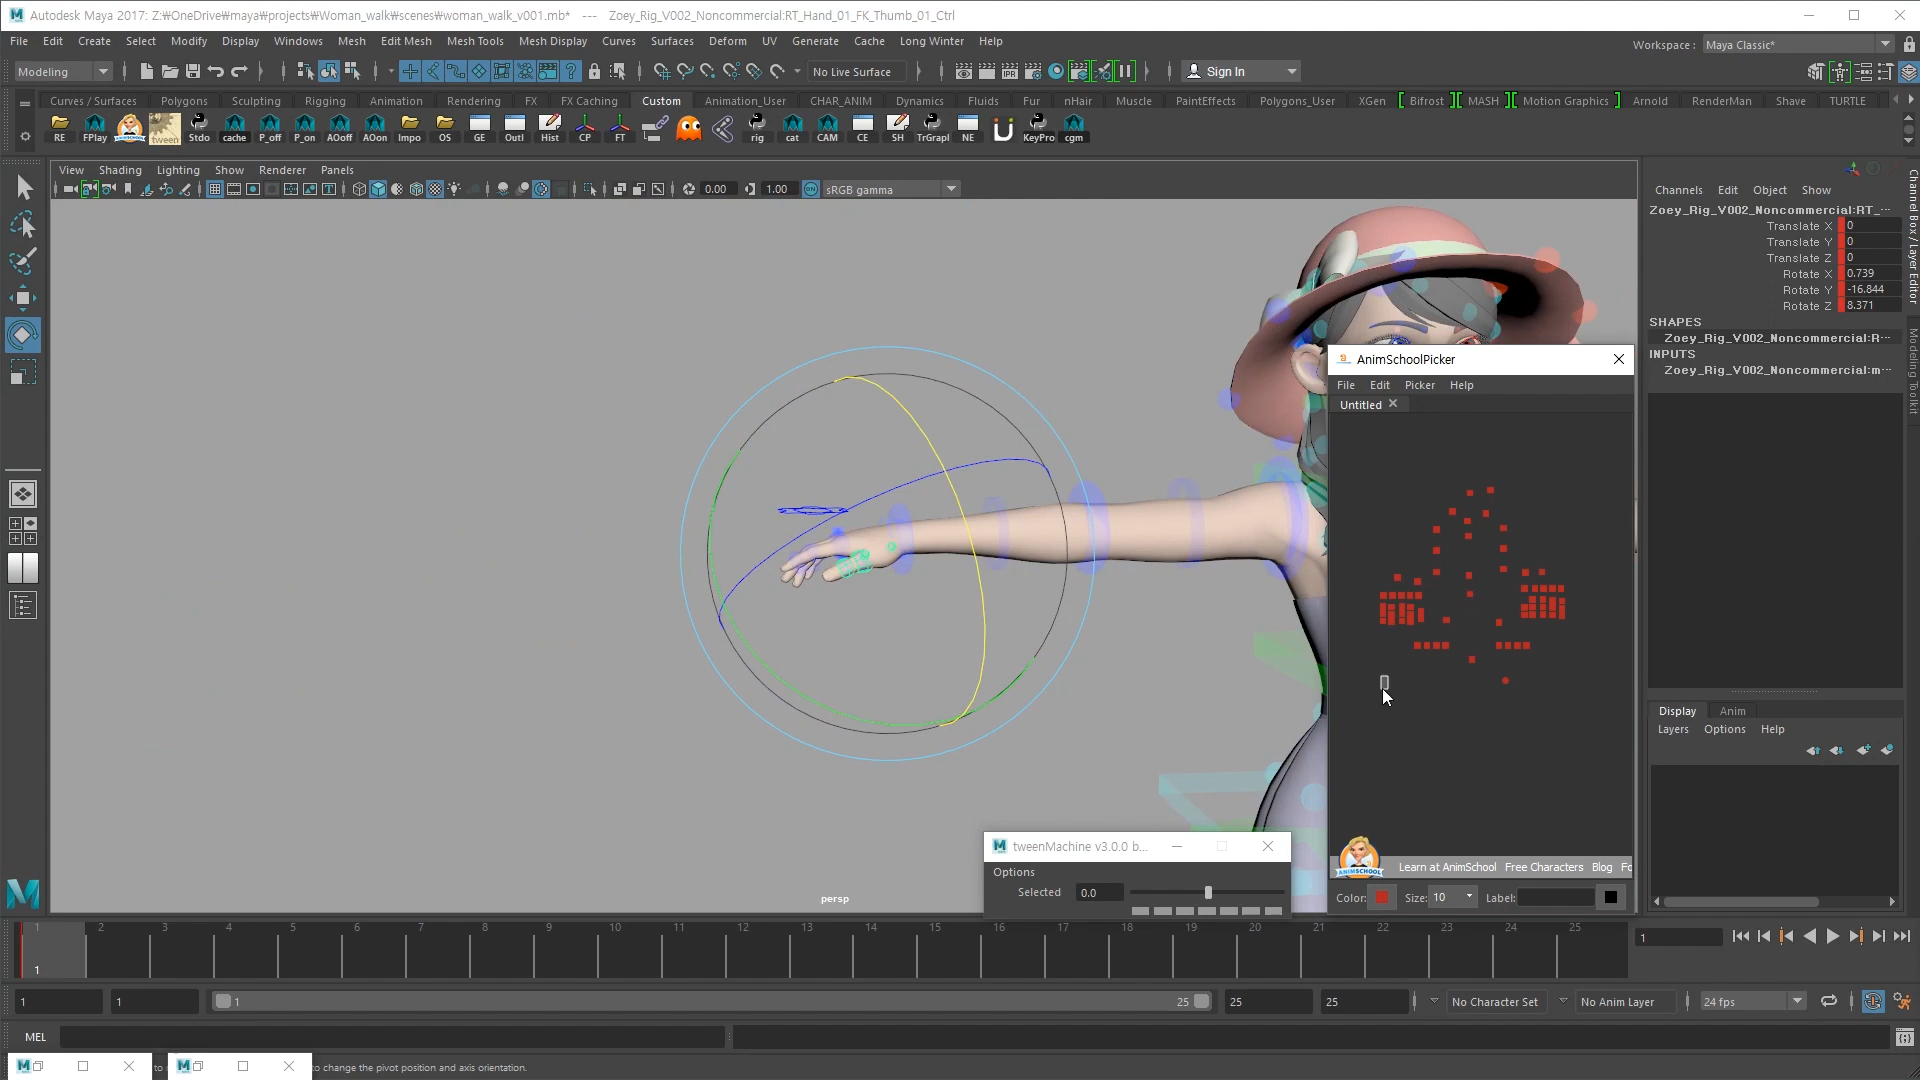 Autodesk Maya 2017: Z:₩OneDrive₩maya₩projects₩Woman_walk₩scenes₩woman_walk_v001.mb*   ---   Zoey_Rig_V002_Noncommercial:RT_Hand_01_FK_Thumb_01_Ctrl
File Edit Create Select Modify Display Windows Mesh Edit Mesh Mesh Tools Mesh Display Curves Surfaces Deform UV Generate Cache Long Winter Help
Workspace : Maya Classic*
Modeling
No Live Surface
IPR
Sign In
Curves / Surfaces Polygons Sculpting Rigging Animation Rendering FX FX Caching Custom Animation_User CHAR_ANIM Dynamics Fluids Fur nHair Muscle PaintEffects Polygons_User XGen Bifrost MASH Motion Graphics Arnold RenderMan Shave TURTLE
RE FPlay tween Stdo cache P_off P_on AOoff AOon Impo OS GE Outl Hist CP FT rig cat CAM CE SH TrGrapl NE KeyPro cgm
View Shading Lighting Show Renderer Panels
0.00 1.00 ON sRGB gamma
Channels Edit Object Show
Zoey_Rig_V002_Noncommercial:RT_...
Translate X 0
Translate Y 0
Translate Z 0
Rotate X 0.739
Rotate Y -16.844
Rotate Z 8.371
SHAPES
Zoey_Rig_V002_Noncommercial:R...
INPUTS
Zoey_Rig_V002_Noncommercial:m...
Channel Box / Layer Editor
Modeling Toolkit
AnimSchoolPicker
File Edit Picker Help
Untitled
ANIMSCHOOL
Learn at AnimSchool Free Characters Blog Fo
Color: Size: 10 Label:
tweenMachine v3.0.0 b...
Options
Selected 0.0
persp
Display Anim
Layers Options Help
1 2 3 4 5 6 7 8 9 10 11 12 13 14 15 16 17 18 19 20 21 22 23 24 25
1
1
1 1 1 25 25 25
No Character Set No Anim Layer 24 fps
MEL
to change the pivot position and axis orientation.